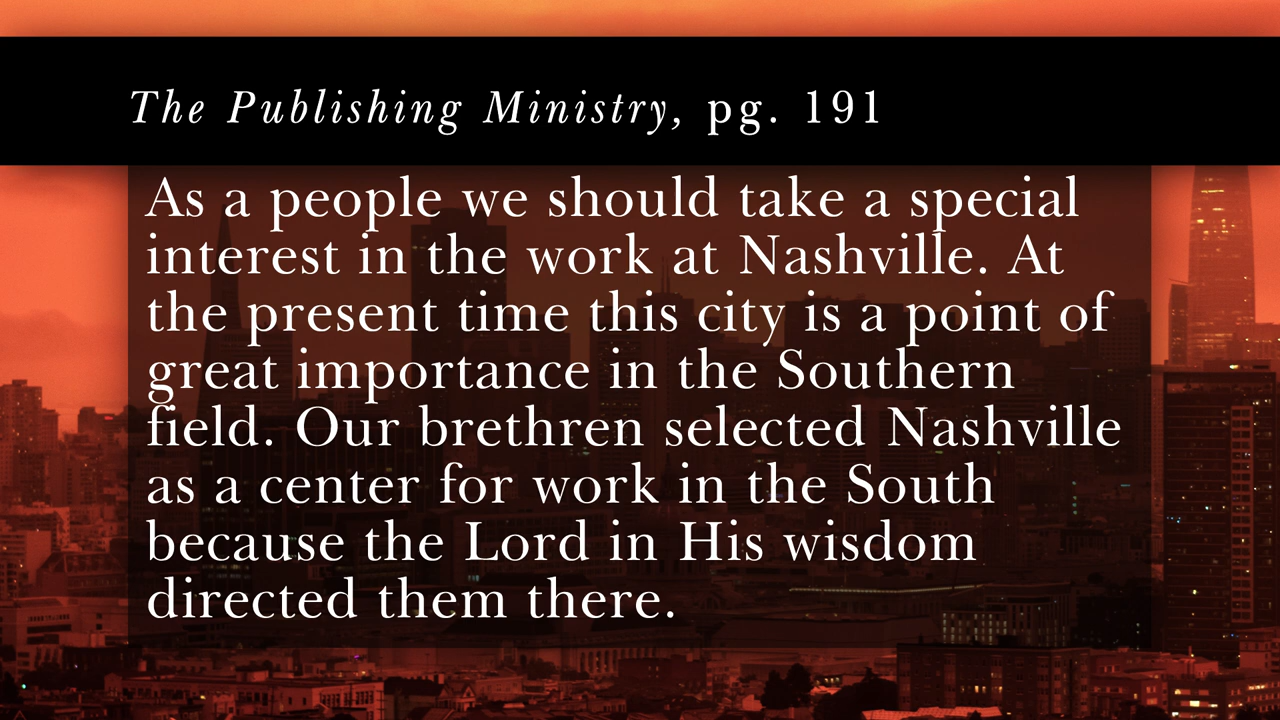 The Publishing Ministry, pg. 191
As a people we should take a special
interest in the work at Nashville. At
the present time this city is a point of
great importance in the Southern
field. Our brethren selected Nashville
as a center for work in the South
because the Lord in His wisdom
directed them there.